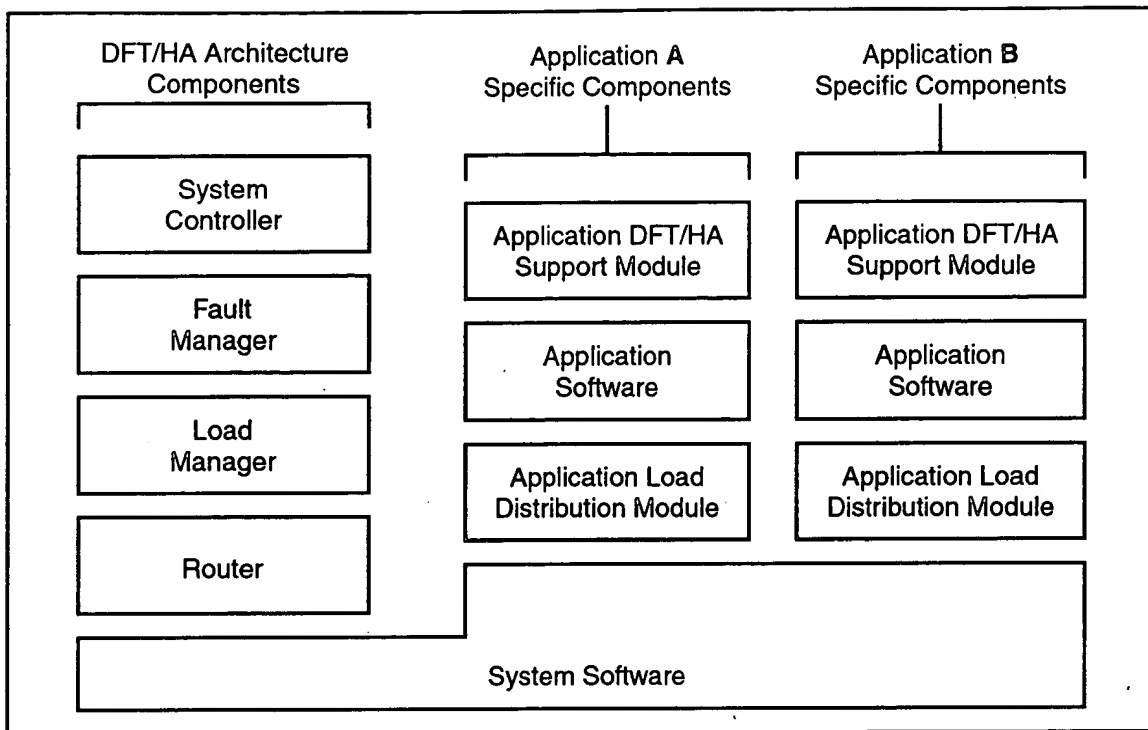 DFT/HA Architecture
Components
System
Controller
Fault
Manager
Load
Manager
Router
Application A
Specific Components
Application DFT/HA
Support Module
Application
Software
Application Load
Distribution Module
Application B
Specific Components
Application DFT/HA
Support Module
Application
Software
Application Load
Distribution Module
System Software